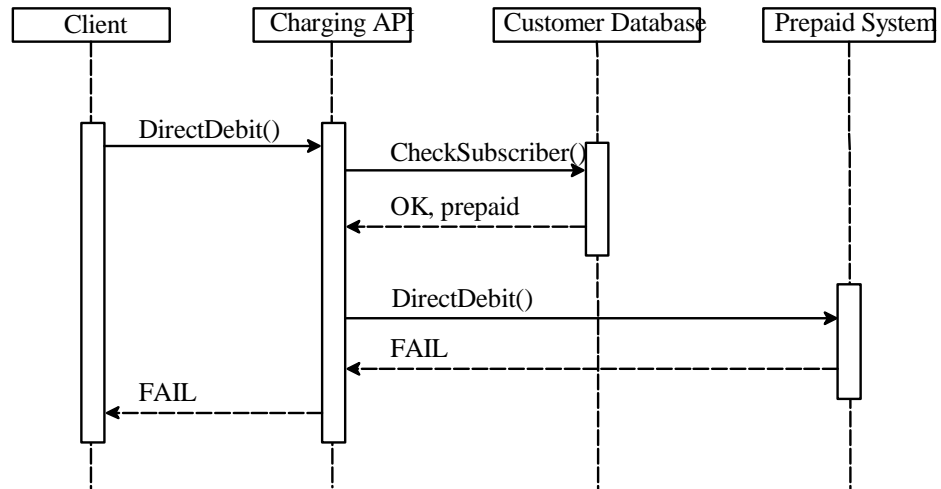 Client
Charging API
Customer Database
Prepaid System
DirectDebit()
CheckSubscriber()
OK, prepaid
DirectDebit()
FAIL
FAIL